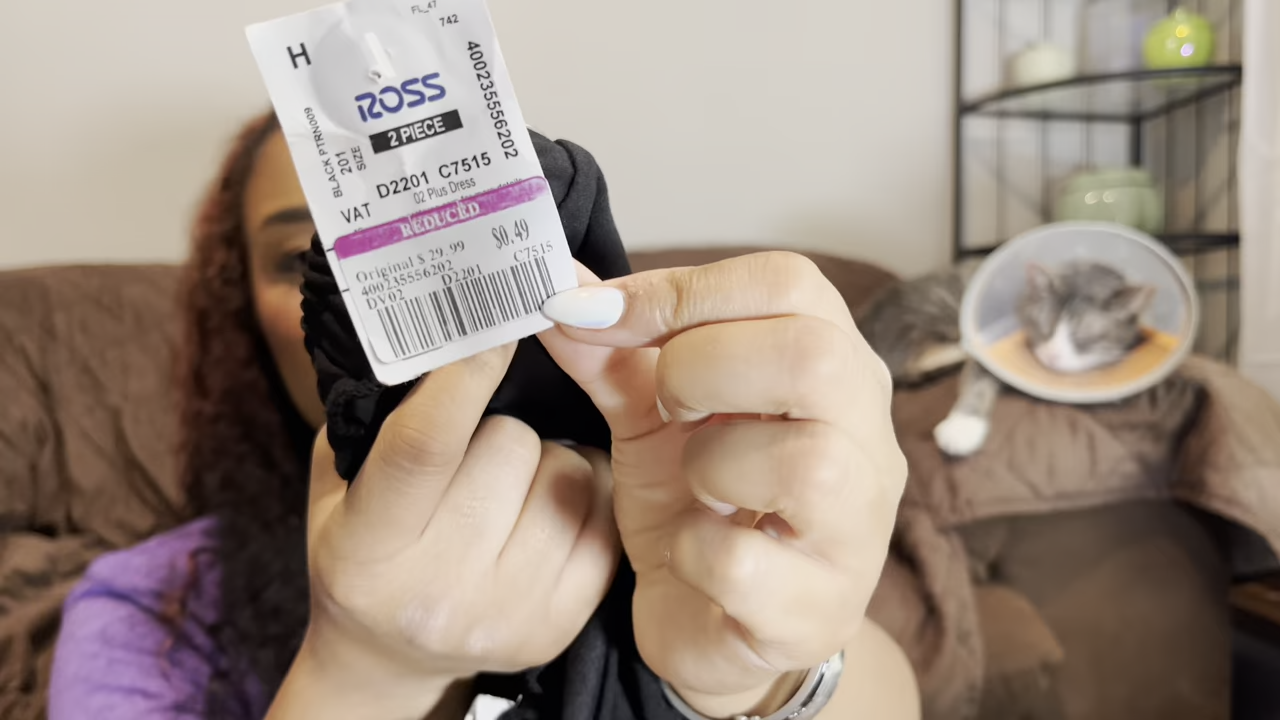 FL_47
742
H
400235556202
ROSS
2 PIECE
BLACK PTRN009
201
SIZE
D2201 C7515
02 Plus Dress
VAT
REDUCED
Original $ 29.99 $0.49
400235556202 D2201 C7515
DV02